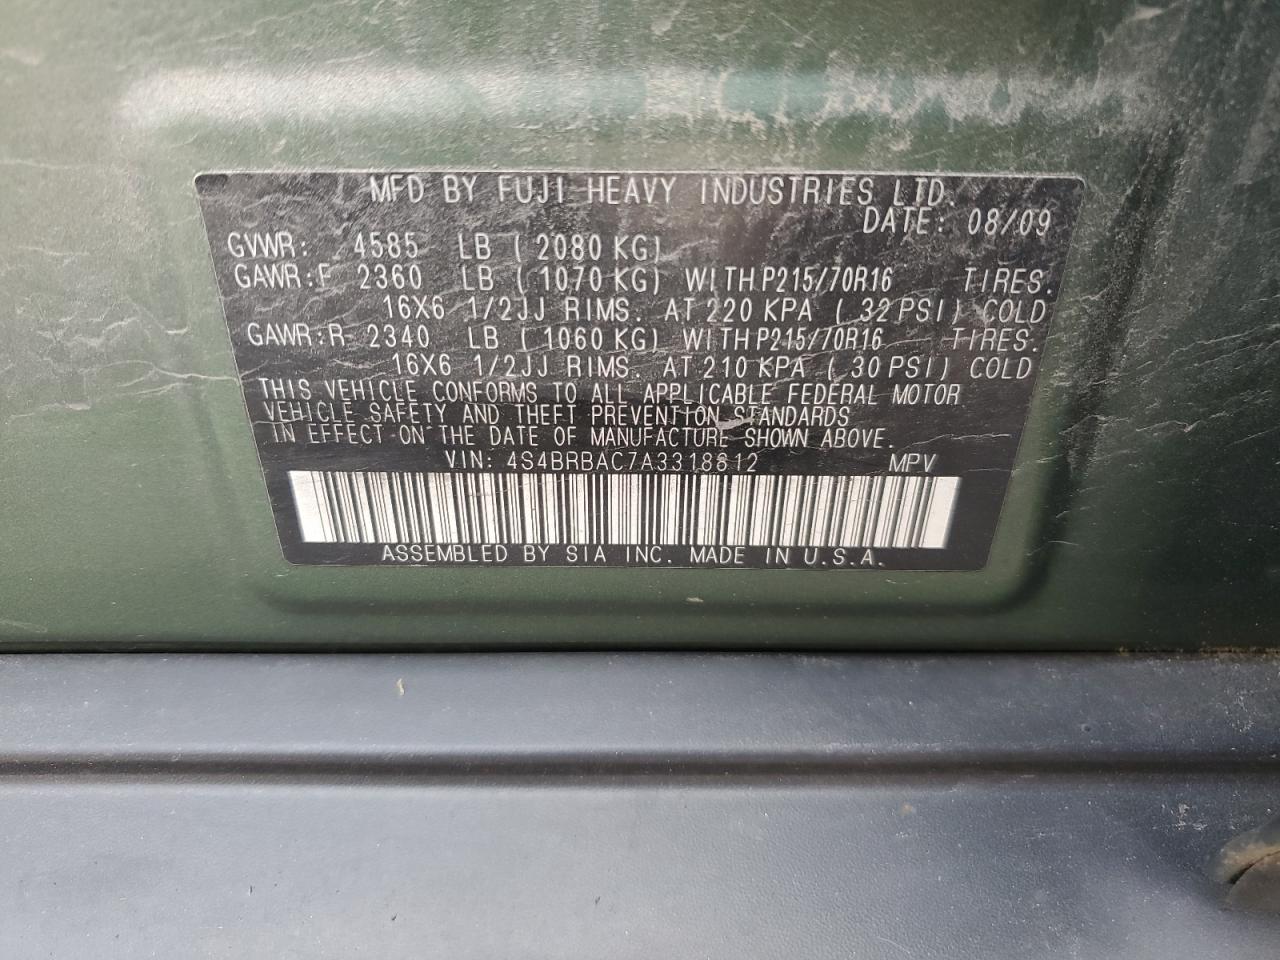 MFD BY FUJI HEAVY INDUSTRIES LTD.
DATE: 08/09
GVWR: 4585 LB ( 2080 KG)
GAWR:F 2360 LB ( 1070 KG) WITH P215/70R16 TIRES.
16X6 1/2JJ RIMS. AT 220 KPA ( 32 PSI) COLD
GAWR:R 2340 LB ( 1060 KG) WITH P215/70R16 TIRES.
16X6 1/2JJ RIMS. AT 210 KPA ( 30 PSI) COLD
THIS VEHICLE CONFORMS TO ALL APPLICABLE FEDERAL MOTOR
VEHICLE SAFETY AND THEFT PREVENTION STANDARDS
IN EFFECT ON THE DATE OF MANUFACTURE SHOWN ABOVE.
VIN: 4S4BRBAC7A3318812 MPV
ASSEMBLED BY SIA INC. MADE IN U.S.A.